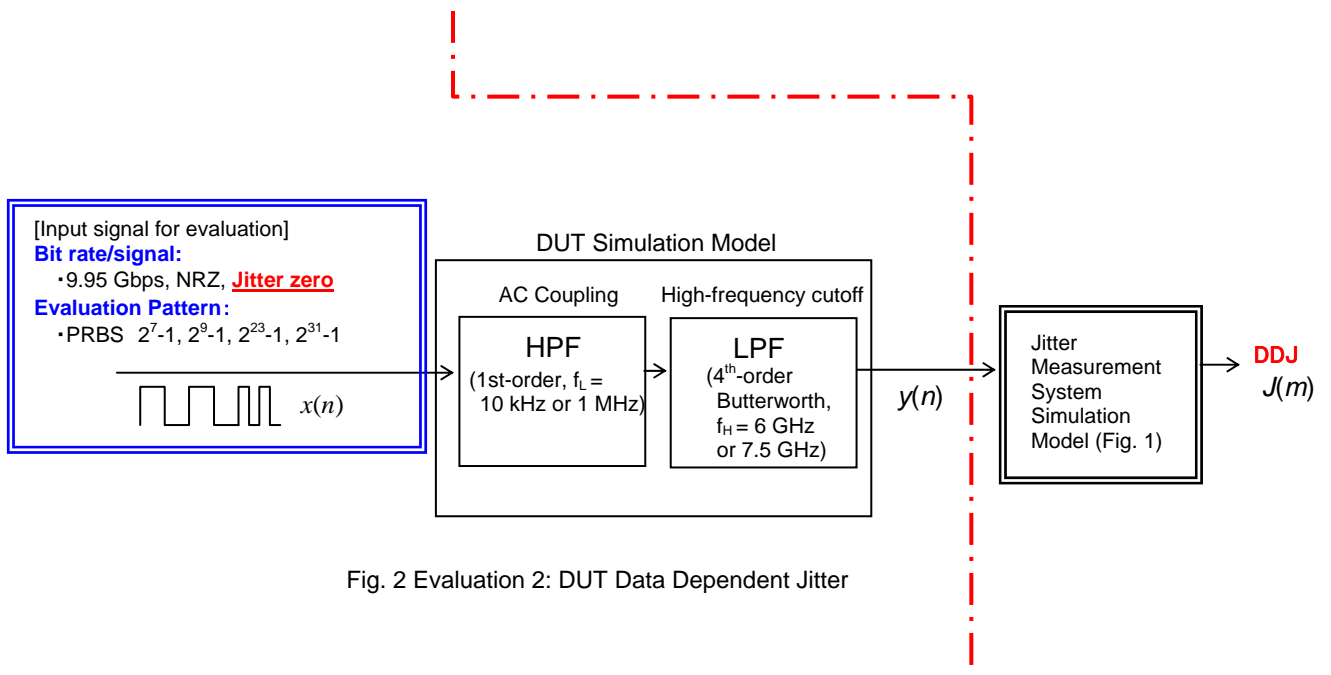 [Input signal for evaluation]
Bit rate/signal:
・9.95 Gbps, NRZ, Jitter zero
Evaluation Pattern:
・PRBS 2^7-1, 2^9-1, 2^23-1, 2^31-1
x(n)
DUT Simulation Model
AC Coupling
HPF
(1st-order, f_L =
10 kHz or 1 MHz)
High-frequency cutoff
LPF
(4^th-order
Butterworth,
f_H = 6 GHz
or 7.5 GHz)
y(n)
Jitter
Measurement
System
Simulation
Model (Fig. 1)
DDJ
J(m)
Fig. 2 Evaluation 2: DUT Data Dependent Jitter